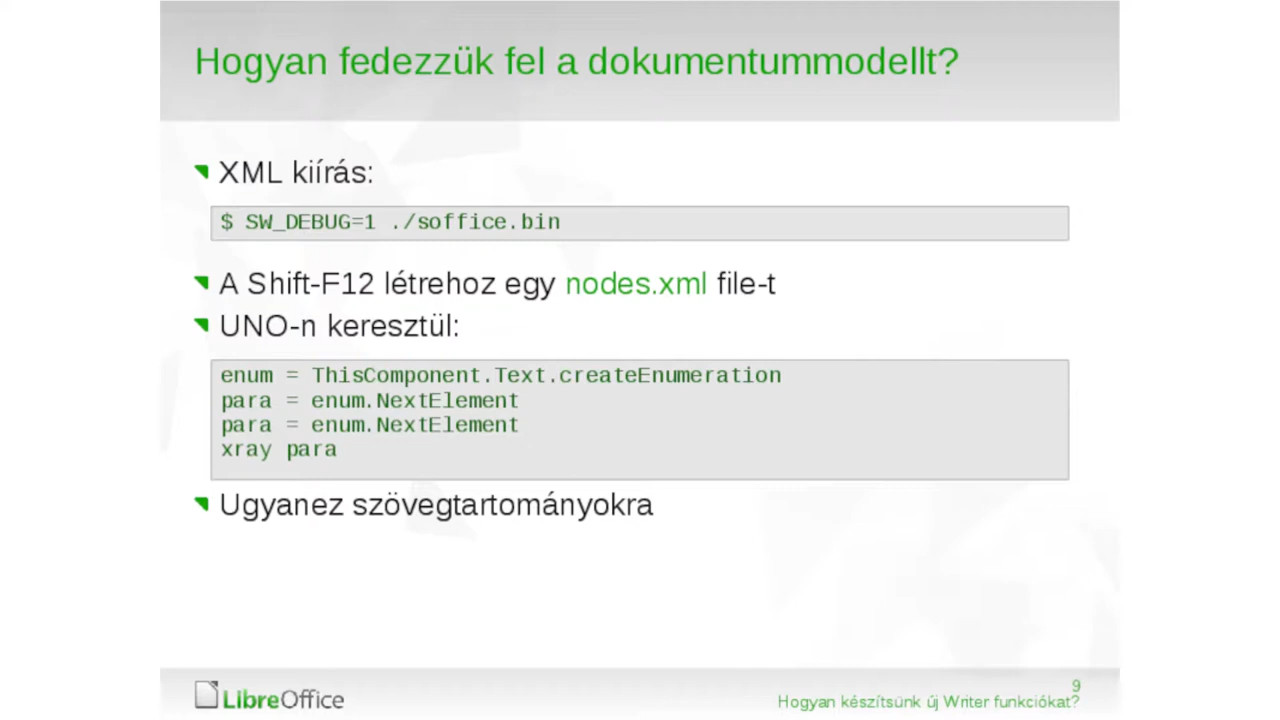 Hogyan fedezzük fel a dokumentummodellt?
XML kiírás:
$ SW_DEBUG=1 ./soffice.bin
A Shift-F12 létrehoz egy nodes.xml file-t
UNO-n keresztül:
enum = ThisComponent.Text.createEnumeration
para = enum.NextElement
para = enum.NextElement
xray para
Ugyanez szövegtartományokra
LibreOffice
9
Hogyan készítsünk új Writer funkciókat?